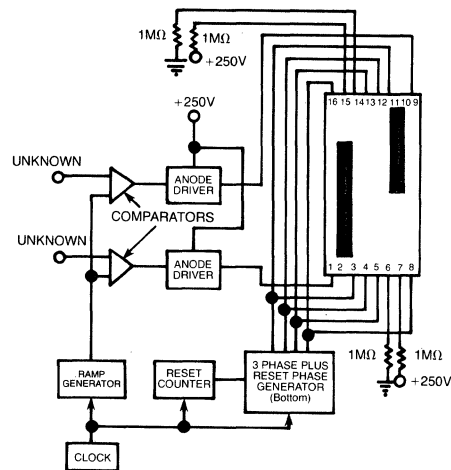 1MΩ
1MΩ
+250V
+250V
16 15 14 13 12 11 10 9
UNKNOWN
ANODE
DRIVER
COMPARATORS
UNKNOWN
ANODE
DRIVER
1 2 3 4 5 6 7 8
1MΩ
1MΩ
+250V
RAMP
GENERATOR
RESET
COUNTER
3 PHASE PLUS
RESET PHASE
GENERATOR
(Bottom)
CLOCK